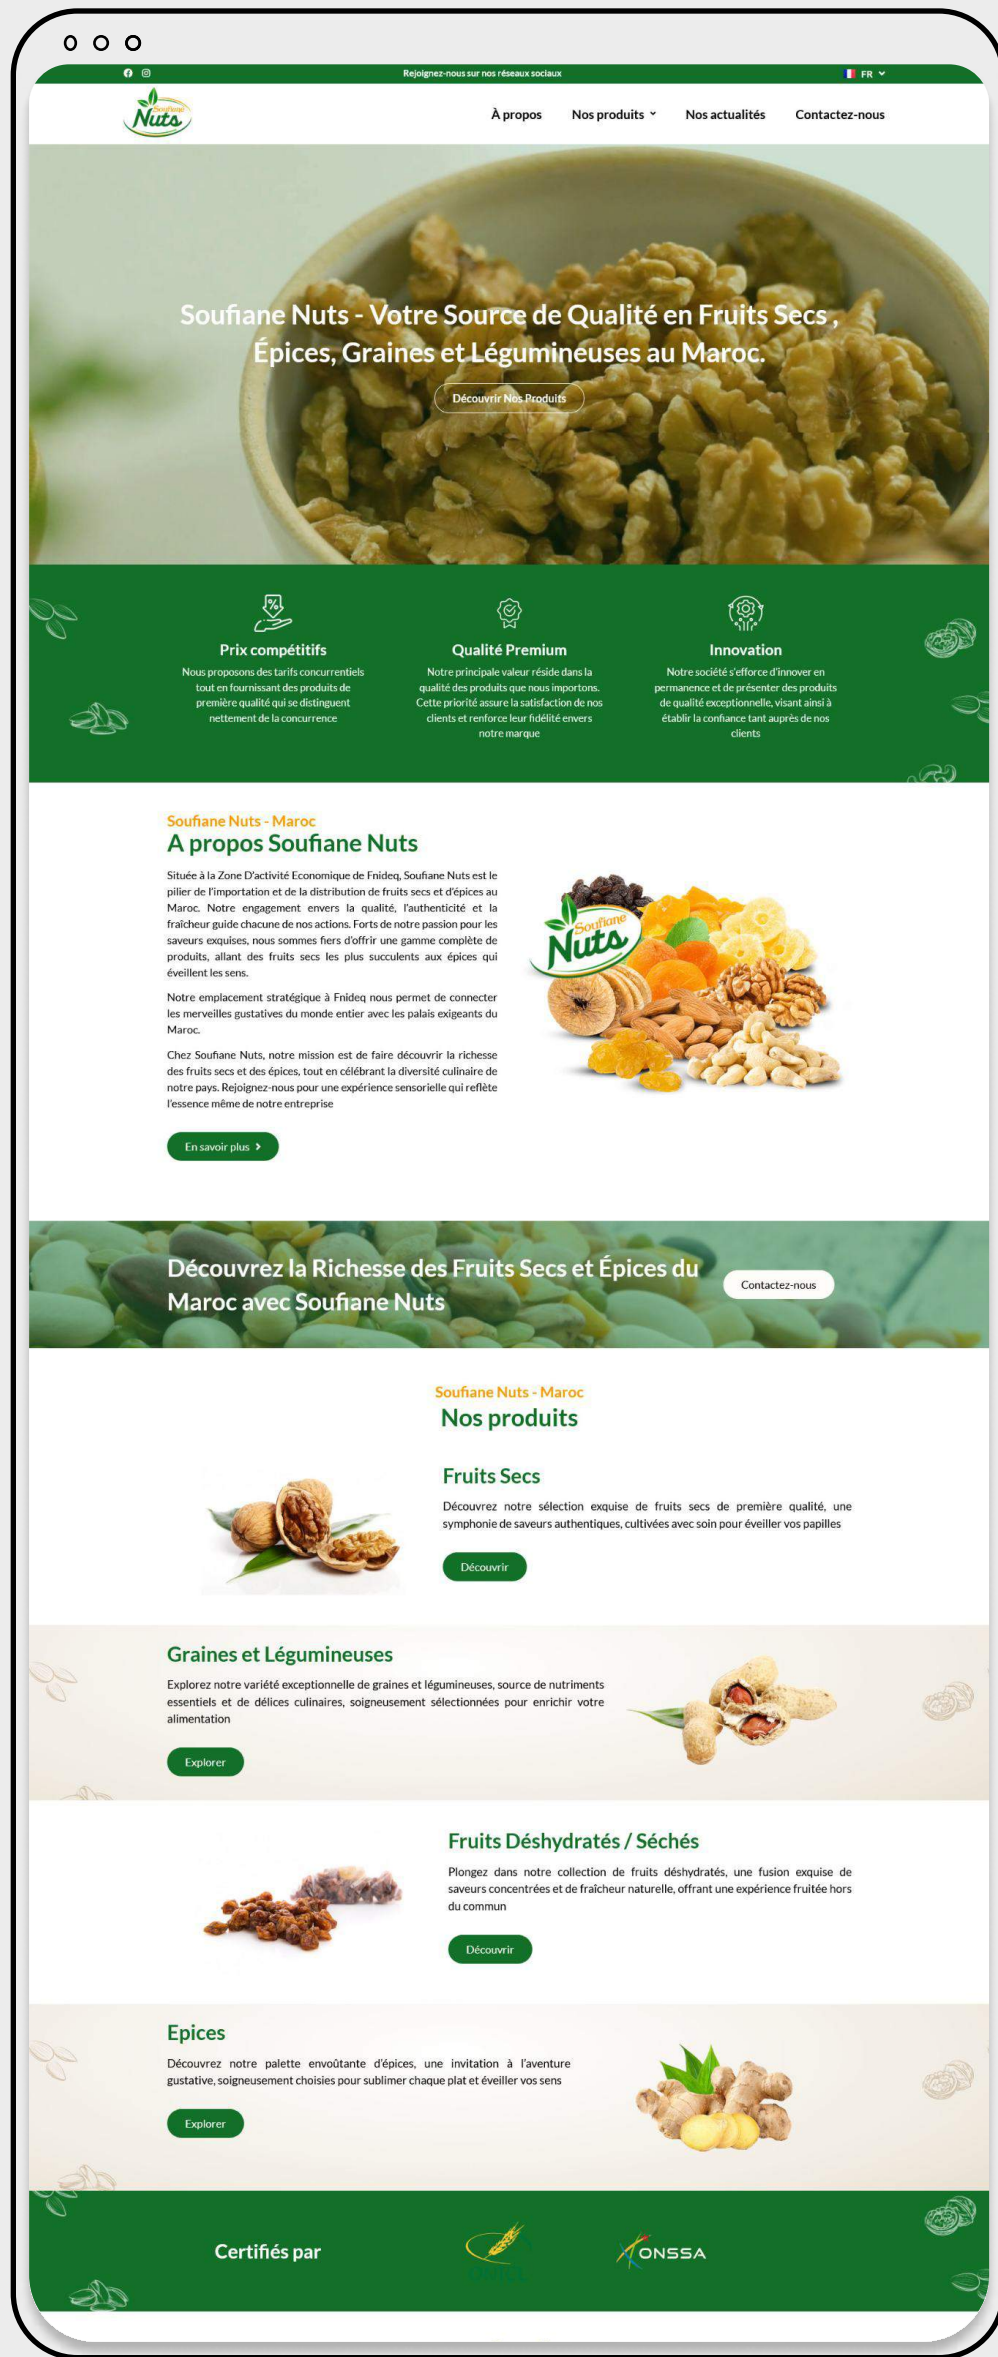 Rejoignez-nous sur nos réseaux sociaux
FR
Soufiane
Nuts
À propos
Nos produits
Nos actualités
Contactez-nous
Soufiane Nuts - Votre Source de Qualité en Fruits Secs ,
Épices, Graines et Légumineuses au Maroc.
Découvrir Nos Produits
Prix compétitifs
Nous proposons des tarifs concurrentiels
tout en fournissant des produits de
première qualité qui se distinguent
nettement de la concurrence
Qualité Premium
Notre principale valeur réside dans la
qualité des produits que nous importons.
Cette priorité assure la satisfaction de nos
clients et renforce leur fidélité envers
notre marque
Innovation
Notre société s'efforce d'innover en
permanence et de présenter des produits
de qualité exceptionnelle, visant ainsi à
établir la confiance tant auprès de nos
clients
Soufiane Nuts - Maroc
A propos Soufiane Nuts
Située à la Zone D'activité Economique de Fnideq, Soufiane Nuts est le
pilier de l'importation et de la distribution de fruits secs et d'épices au
Maroc. Notre engagement envers la qualité, l'authenticité et la
fraîcheur guide chacune de nos actions. Forts de notre passion pour les
saveurs exquises, nous sommes fiers d'offrir une gamme complète de
produits, allant des fruits secs les plus succulents aux épices qui
éveillent les sens.
Notre emplacement stratégique à Fnideq nous permet de connecter
les merveilles gustatives du monde entier avec les palais exigeants du
Maroc.
Chez Soufiane Nuts, notre mission est de faire découvrir la richesse
des fruits secs et des épices, tout en célébrant la diversité culinaire de
notre pays. Rejoignez-nous pour une expérience sensorielle qui reflète
l'essence même de notre entreprise
En savoir plus
Soufiane
Nuts
Découvrez la Richesse des Fruits Secs et Épices du
Maroc avec Soufiane Nuts
Contactez-nous
Soufiane Nuts - Maroc
Nos produits
Fruits Secs
Découvrez notre sélection exquise de fruits secs de première qualité, une
symphonie de saveurs authentiques, cultivées avec soin pour éveiller vos papilles
Découvrir
Graines et Légumineuses
Explorez notre variété exceptionnelle de graines et légumineuses, source de nutriments
essentiels et de délices culinaires, soigneusement sélectionnées pour enrichir votre
alimentation
Explorer
Fruits Déshydratés / Séchés
Plongez dans notre collection de fruits déshydratés, une fusion exquise de
saveurs concentrées et de fraîcheur naturelle, offrant une expérience fruitée hors
du commun
Découvrir
Epices
Découvrez notre palette envoûtante d'épices, une invitation à l'aventure
gustative, soigneusement choisies pour sublimer chaque plat et éveiller vos sens
Explorer
Certifiés par
ONSSA